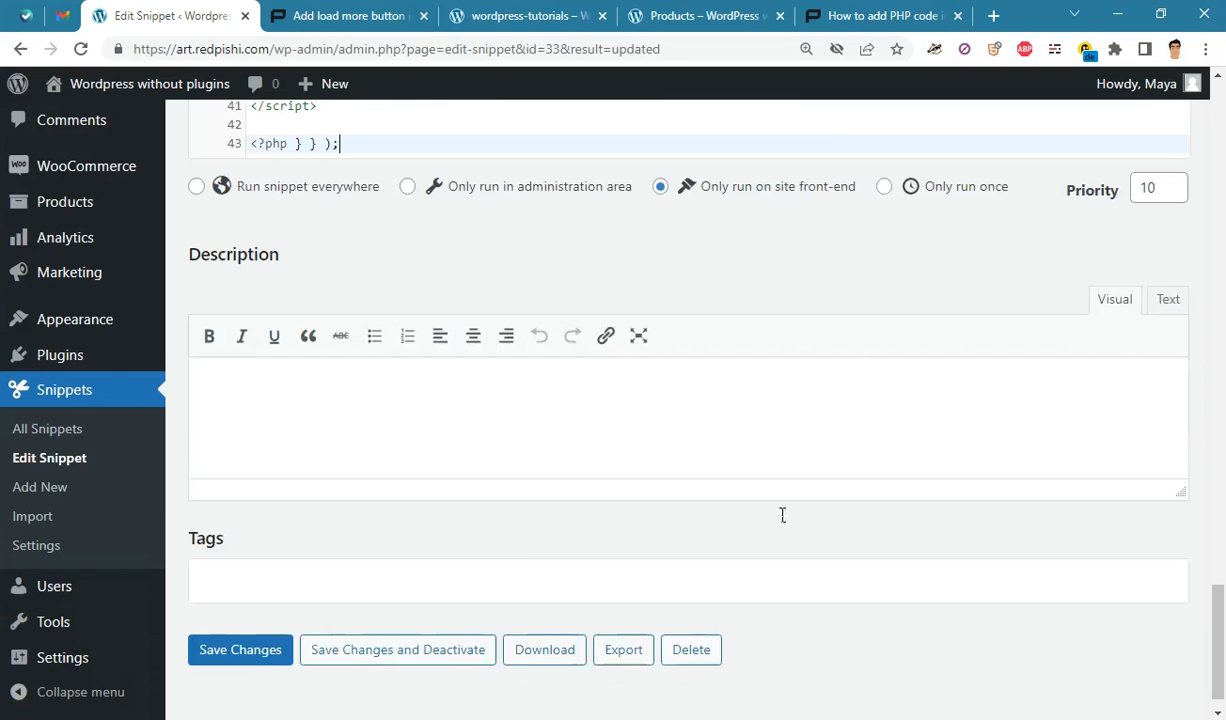 Edit Snippet ‹ Wordpres
Add load more button i
wordpress-tutorials – W
Products – WordPress w
How to add PHP code i
https://art.redpishi.com/wp-admin/admin.php?page=edit-snippet&id=33&result=updated
ABP
de
Wordpress without plugins
0
New
Howdy, Maya
Comments
Woo
WooCommerce
Products
Analytics
Marketing
Appearance
Plugins
Snippets
All Snippets
Edit Snippet
Add New
Import
Settings
Users
Tools
Settings
Collapse menu
41 </script>
42
43 <?php } } );
Run snippet everywhere
Only run in administration area
Only run on site front-end
Only run once
Priority
10
Description
Visual
Text
B I U ABC
Tags
Save Changes
Save Changes and Deactivate
Download
Export
Delete